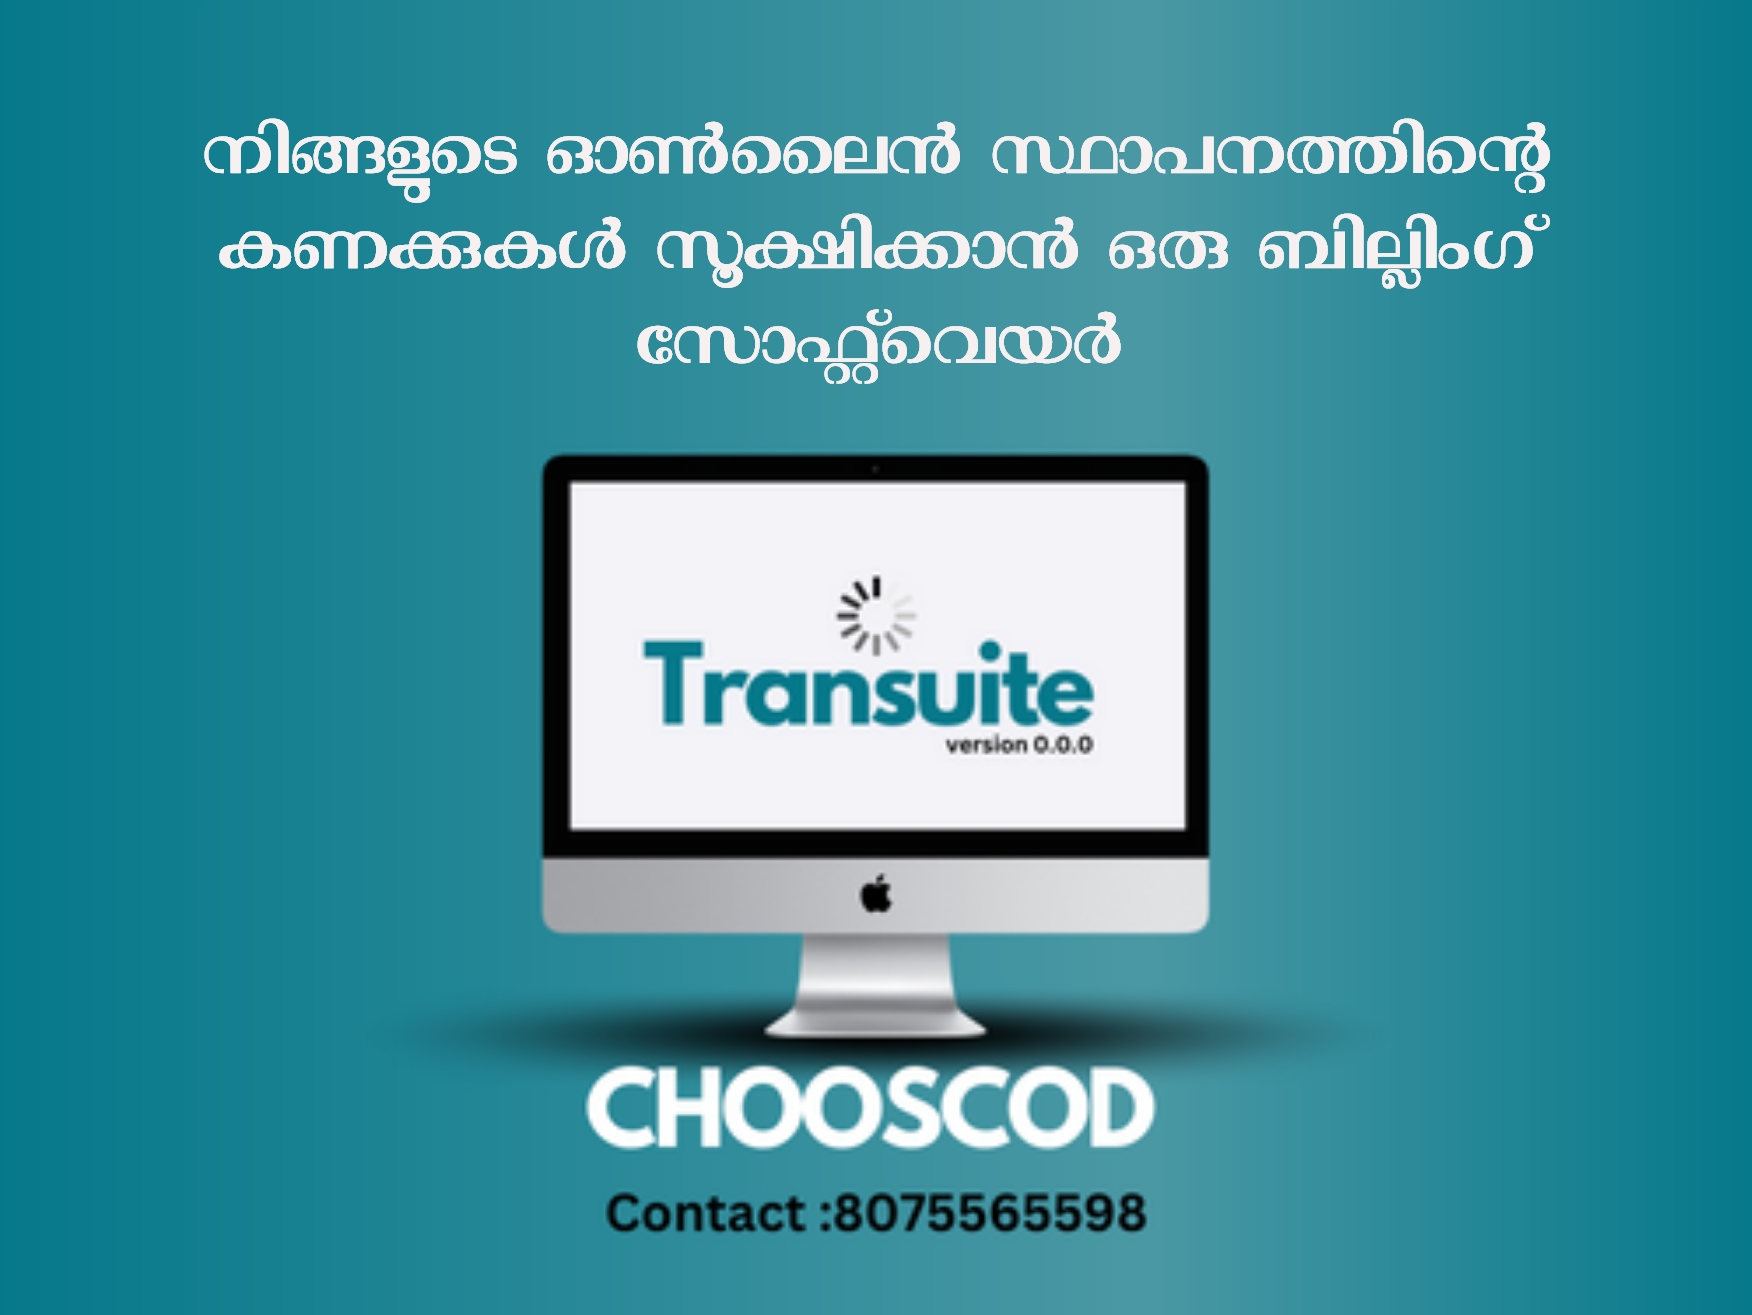 നിങ്ങളുടെ ഓൺലൈൻ സ്ഥാപനത്തിന്റെ
കണക്കുകൾ സൂക്ഷിക്കാൻ ഒരു ബില്ലിംഗ്
സോഫ്റ്റ്‌വെയർ
Transuite
version 0.0.0
CHOOSCOD
Contact :8075565598